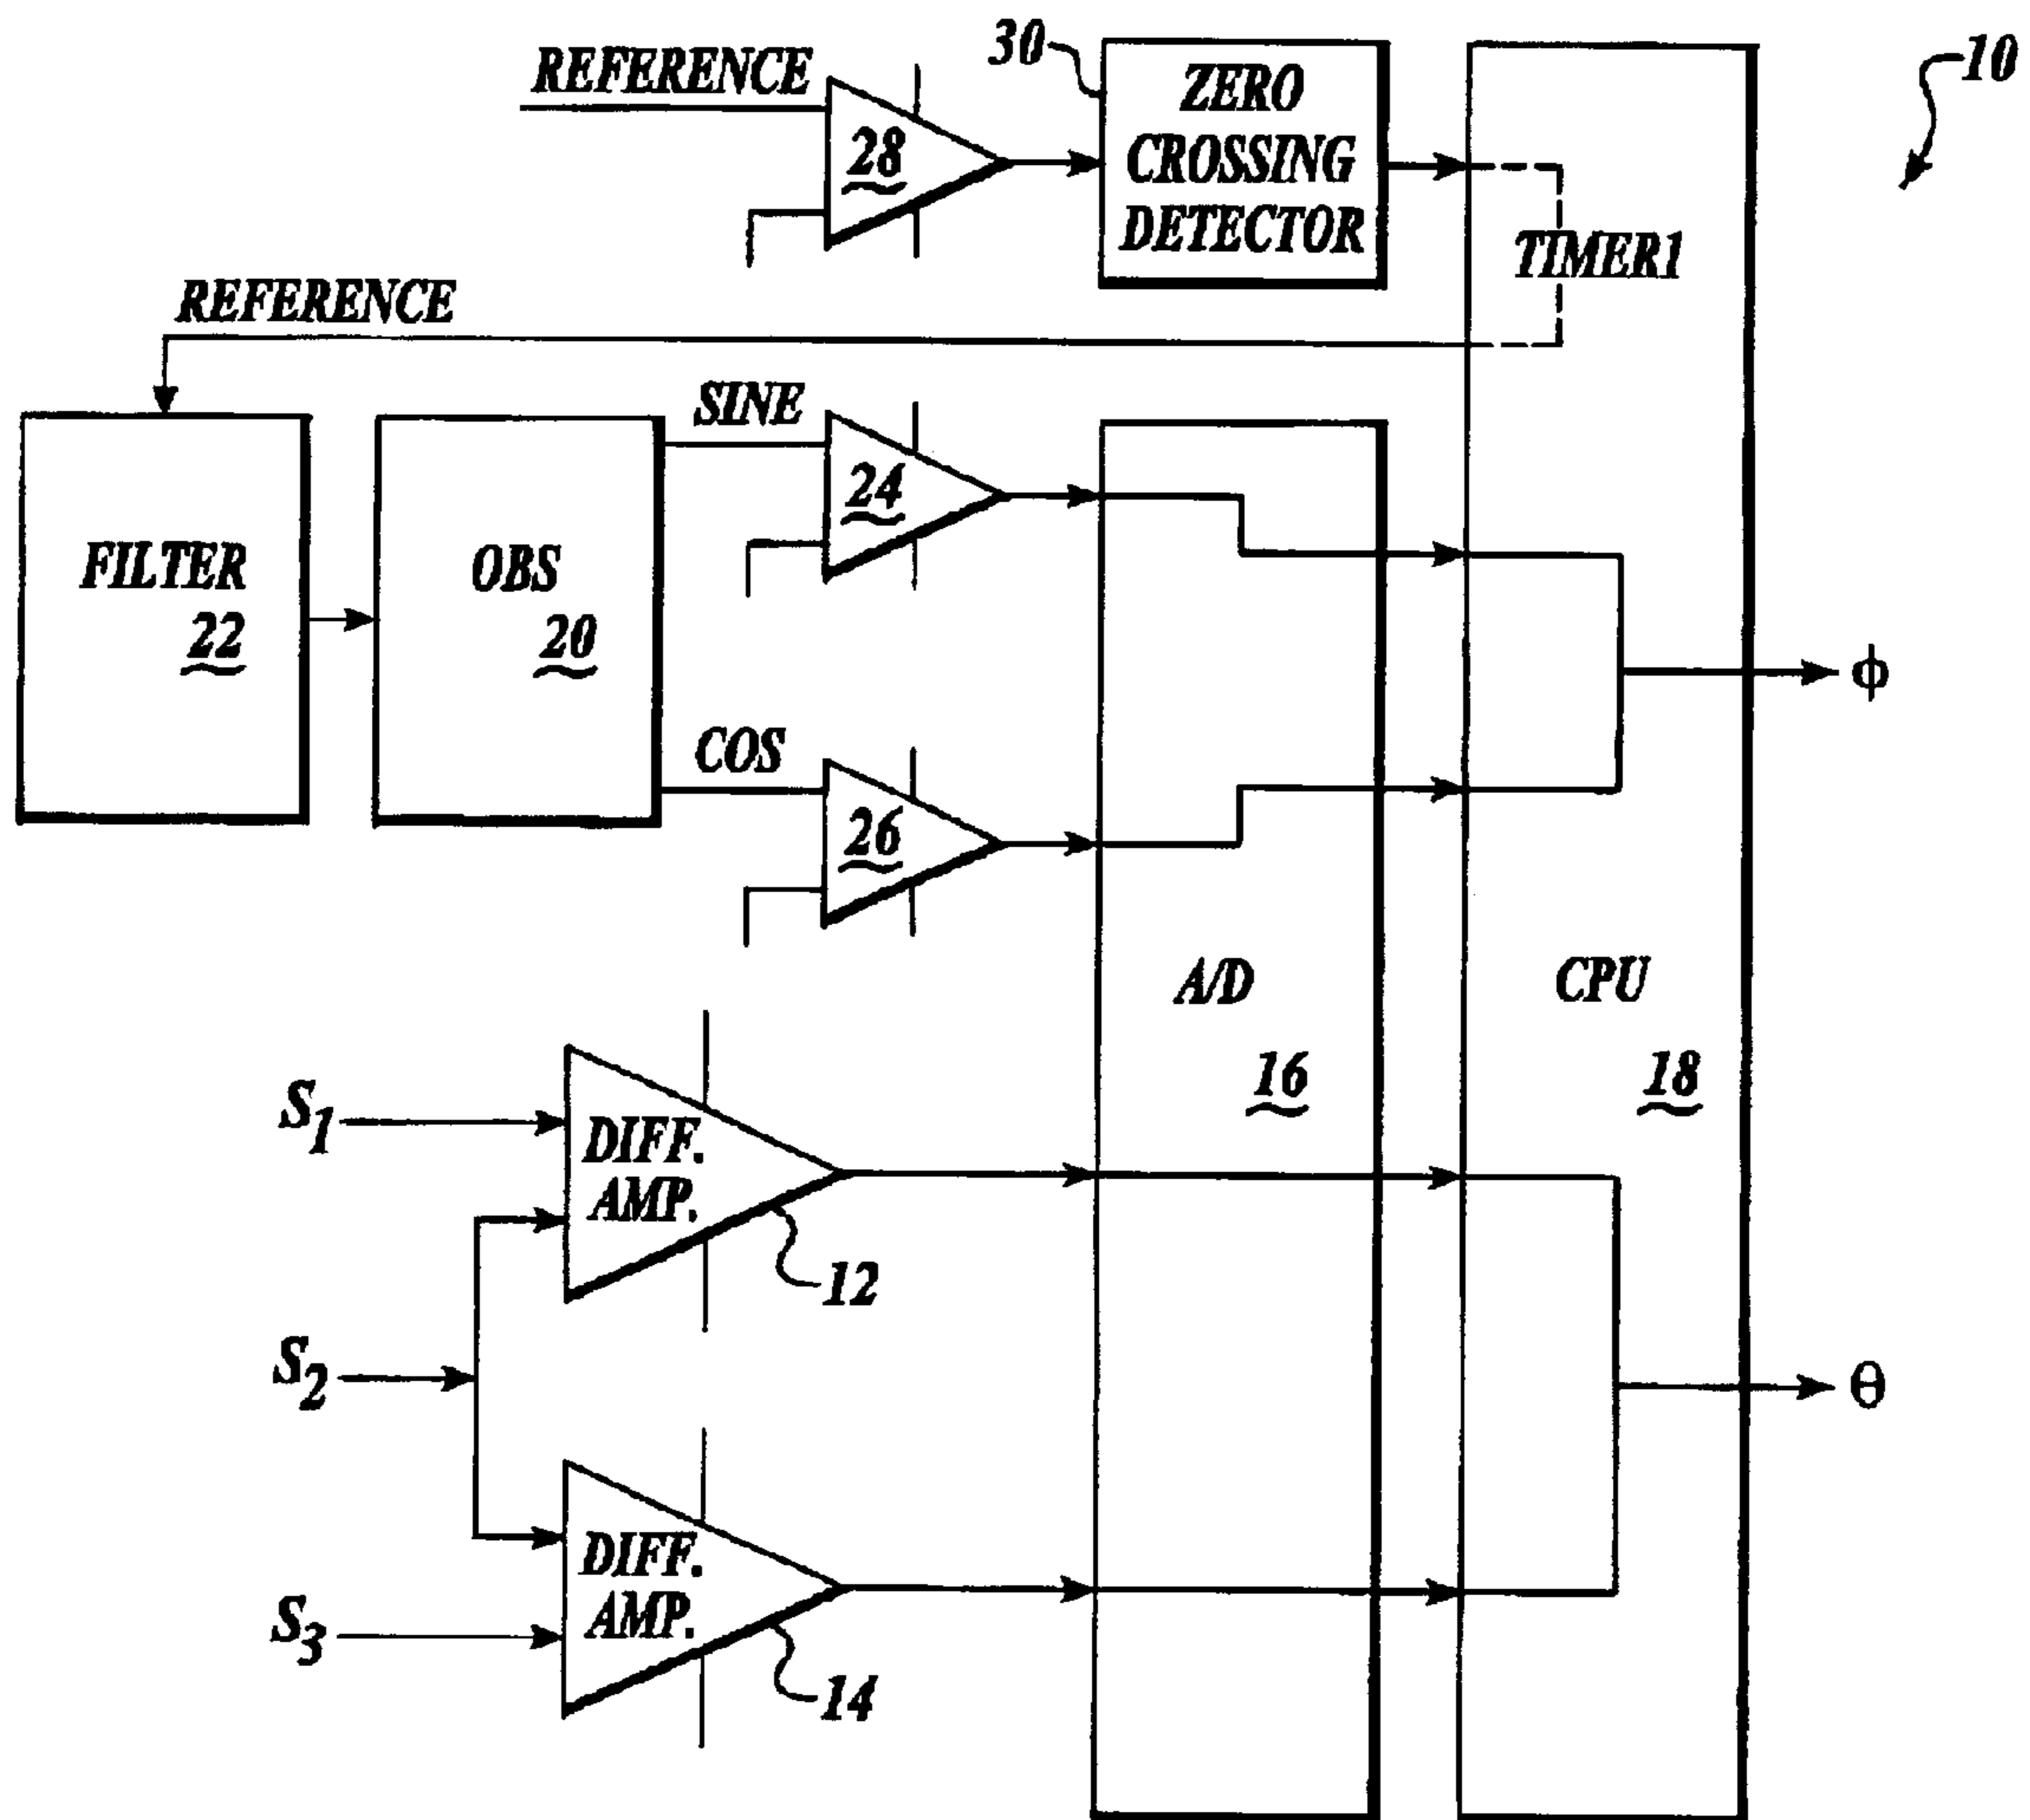 REFERENCE
28
30
ZERO
CROSSING
DETECTOR
10
TIMER1
REFERENCE
FILTER
22
OBS
20
SINE
24
COS
26
A/D
16
CPU
18
ϕ
S1
DIFF.
AMP.
12
S2
S3
DIFF.
AMP.
14
θ